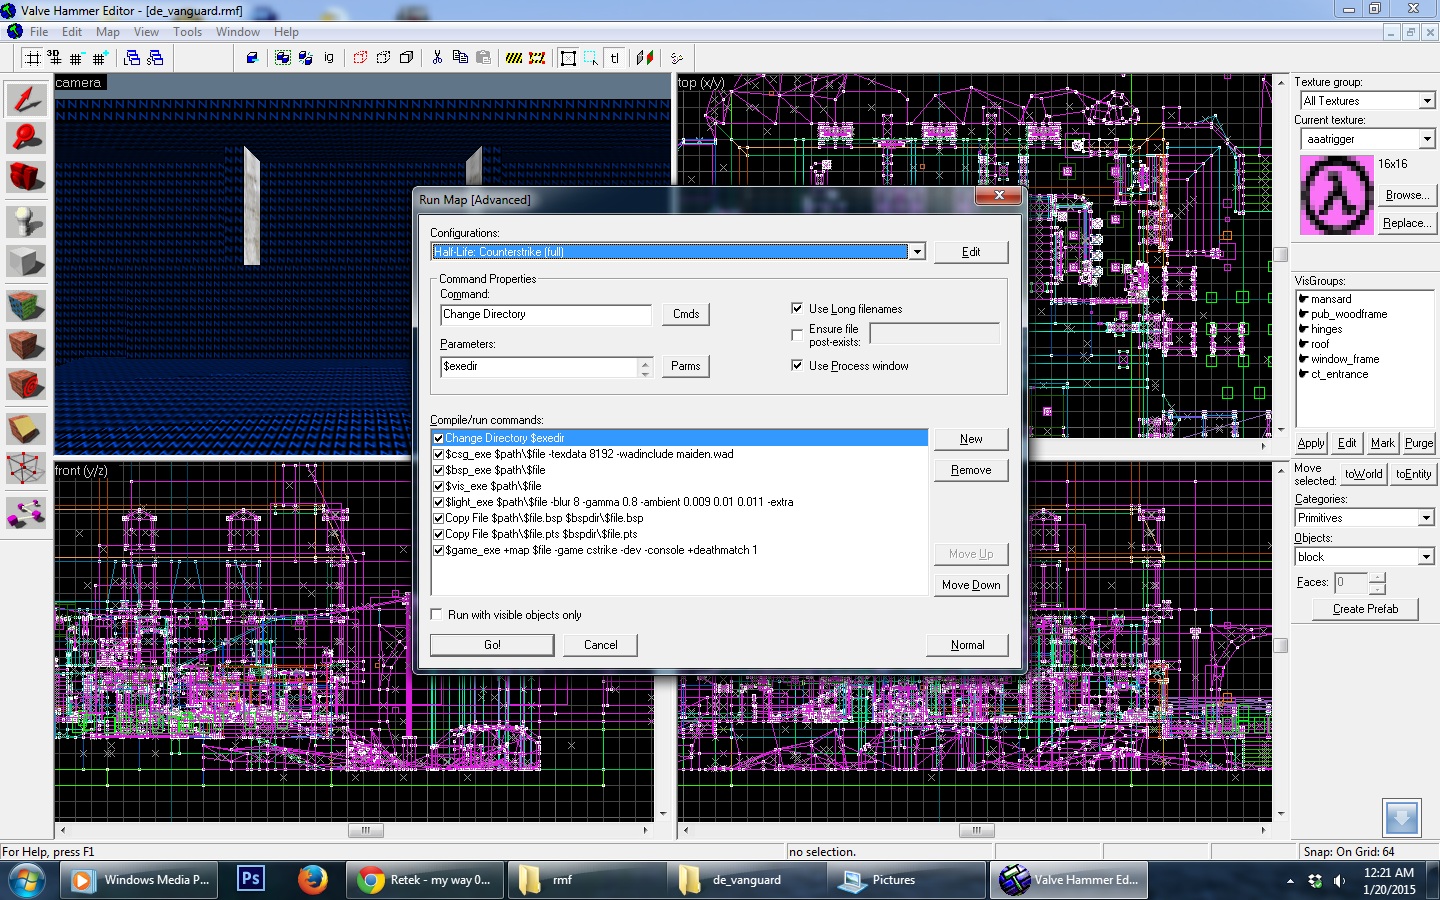 Valve Hammer Editor - [de_vanguard.rmf]
File Edit Map View Tools Window Help
3D ig tl
camera
top (x/y)
front (y/z)
Run Map [Advanced]
Configurations:
Half-Life: Counterstrike (full)
Edit
Command Properties
Command:
Change Directory
Cmds
Use Long filenames
Ensure file
post-exists:
Parameters:
$exedir
Parms
Use Process window
Compile/run commands:
Change Directory $exedir
$csg_exe $path\$file -texdata 8192 -wadinclude maiden.wad
$bsp_exe $path\$file
$vis_exe $path\$file
$light_exe $path\$file -blur 8 -gamma 0.8 -ambient 0.009 0.01 0.011 -extra
Copy File $path\$file.bsp $bspdir\$file.bsp
Copy File $path\$file.pts $bspdir\$file.pts
$game_exe +map $file -game cstrike -dev -console +deathmatch 1
New
Remove
Move Up
Move Down
Run with visible objects only
Go!
Cancel
Normal
Texture group:
All Textures
Current texture:
aaatrigger
16x16
Browse...
Replace...
VisGroups:
mansard
pub_woodframe
hinges
roof
window_frame
ct_entrance
Apply Edit Mark Purge
Move
selected:
toWorld toEntity
Categories:
Primitives
Objects:
block
Faces: 0
Create Prefab
For Help, press F1
no selection.
Snap: On Grid: 64
Windows Media P...
Ps
Retek - my way 0...
rmf
de_vanguard
Pictures
Valve Hammer Ed...
12:21 AM
1/20/2015